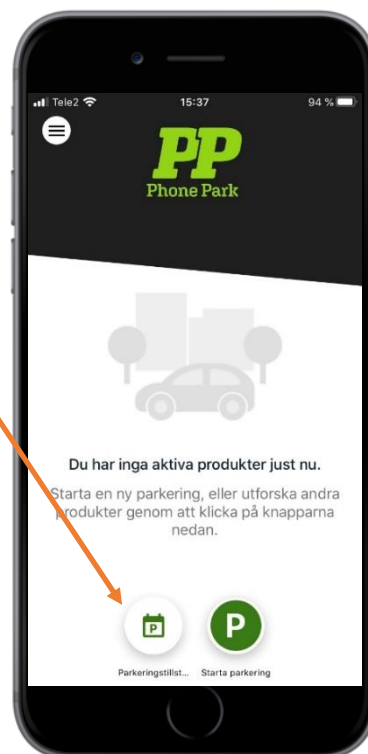 Tele2 15:37 94 %
PP
Phone Park
Du har inga aktiva produkter just nu.
Starta en ny parkering, eller utforska andra
produkter genom att klicka på knapparna
nedan.
P P
Parkeringstillst... Starta parkering